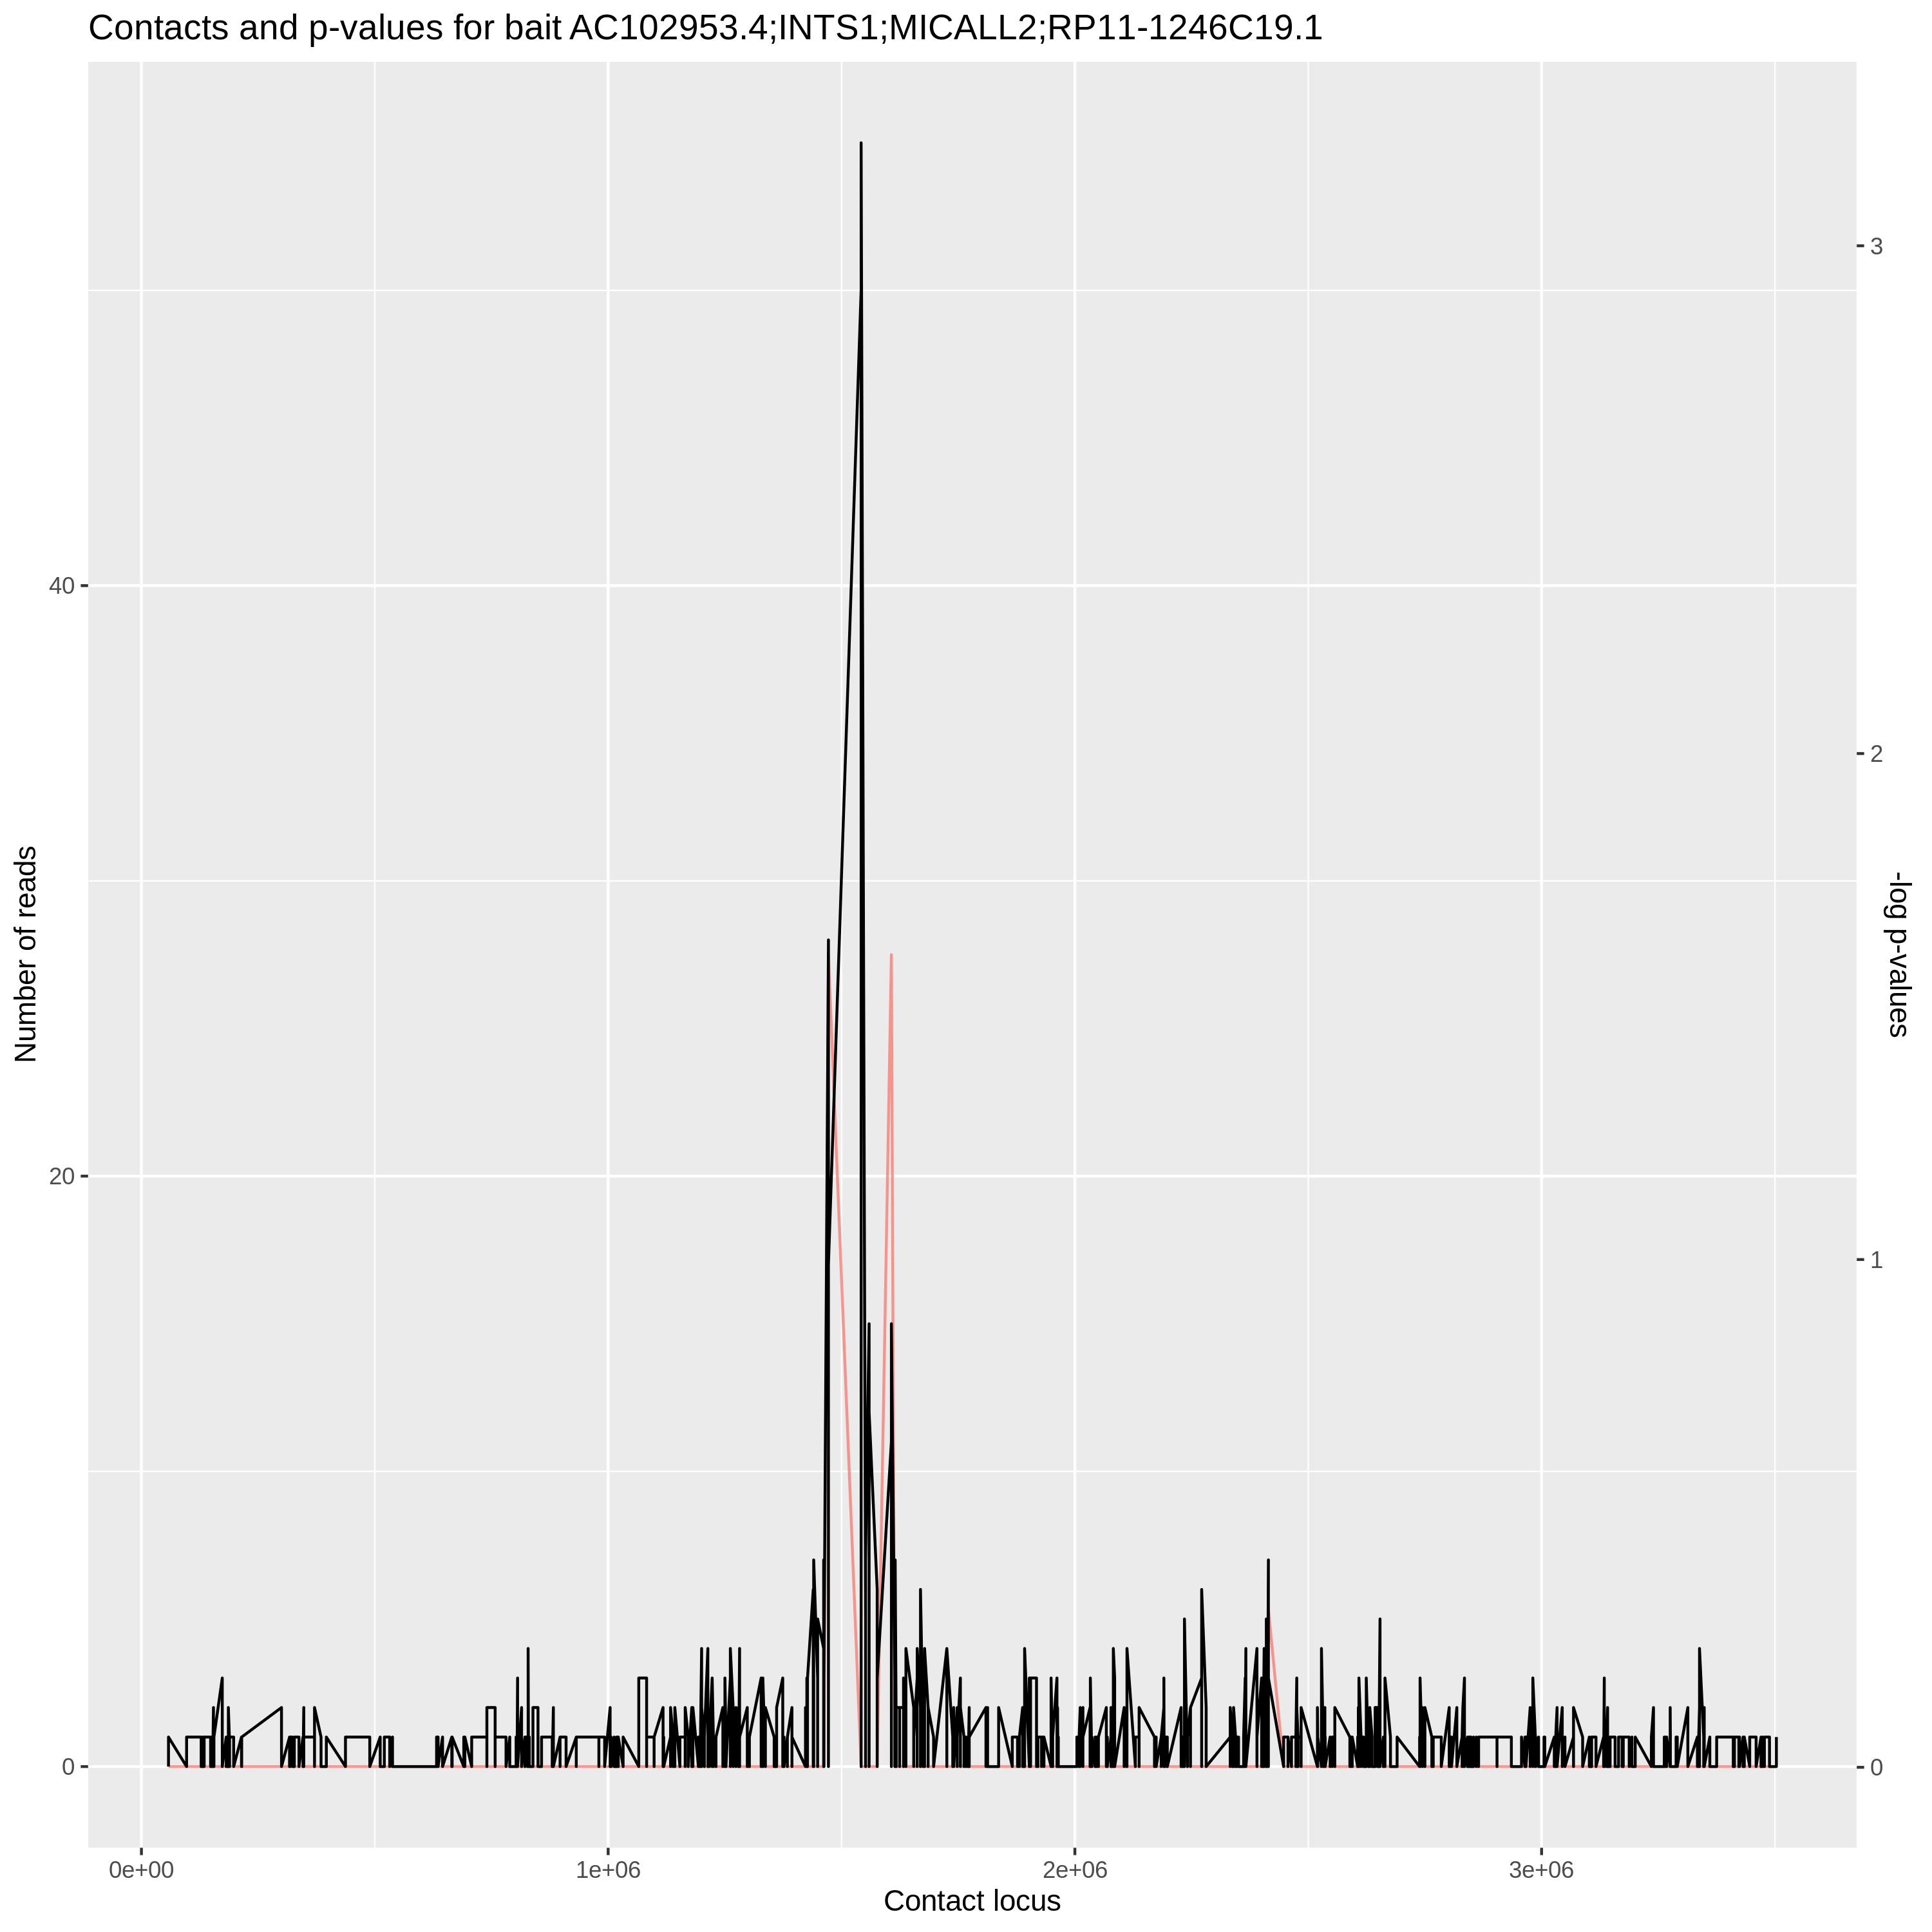 Contacts and p-values for bait AC102953.4;INTS1;MICALL2;RP11-1246C19.1
3
40
2
Number of reads
-log p-values
20
1
0
0
0e+00
1e+06
2e+06
3e+06
Contact locus